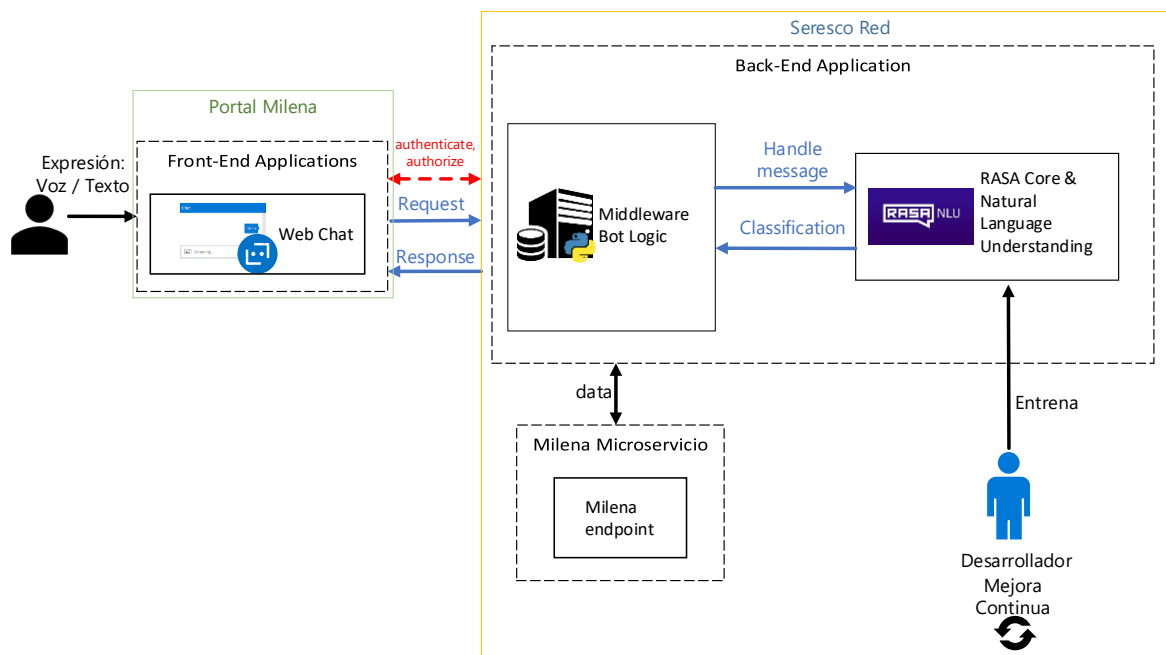 Seresco Red
Back-End Application
Portal Milena
Expresión:
Voz / Texto
Front-End Applications
Chat
Web Chat
authenticate,
authorize
Request
Response
Middleware
Bot Logic
Handle
message
Classification
RASA NLU
RASA Core &
Natural
Language
Understanding
data
Milena Microservicio
Milena
endpoint
Entrena
Desarrollador
Mejora
Continua